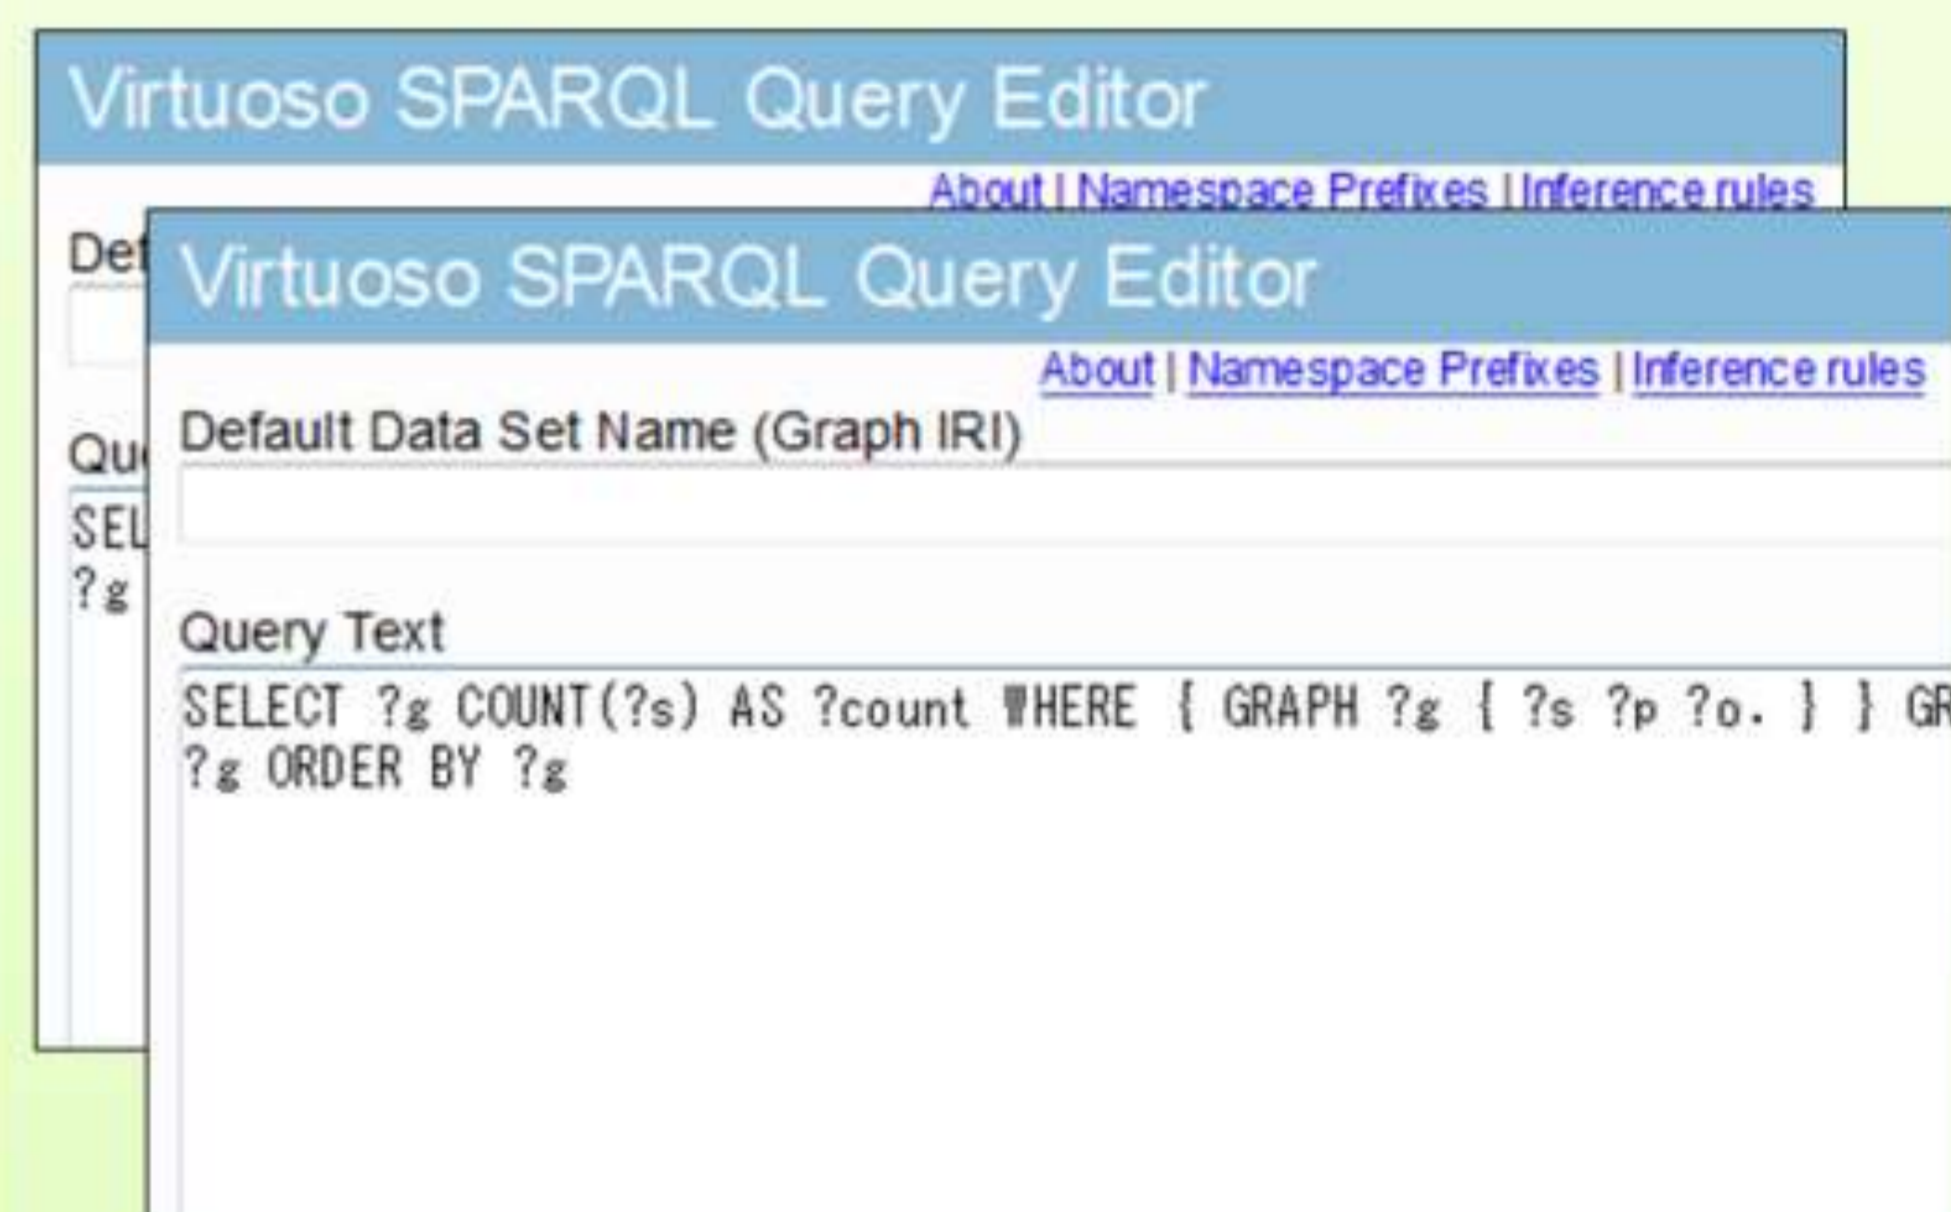 Virtuoso SPARQL Query Editor
About | Namespace Prefixes | Inference rules
Def
Que
SEL
?g
Virtuoso SPARQL Query Editor
About | Namespace Prefixes | Inference rules
Default Data Set Name (Graph IRI)
Query Text
SELECT ?g COUNT(?s) AS ?count WHERE { GRAPH ?g { ?s ?p ?o. } } GR
?g ORDER BY ?g